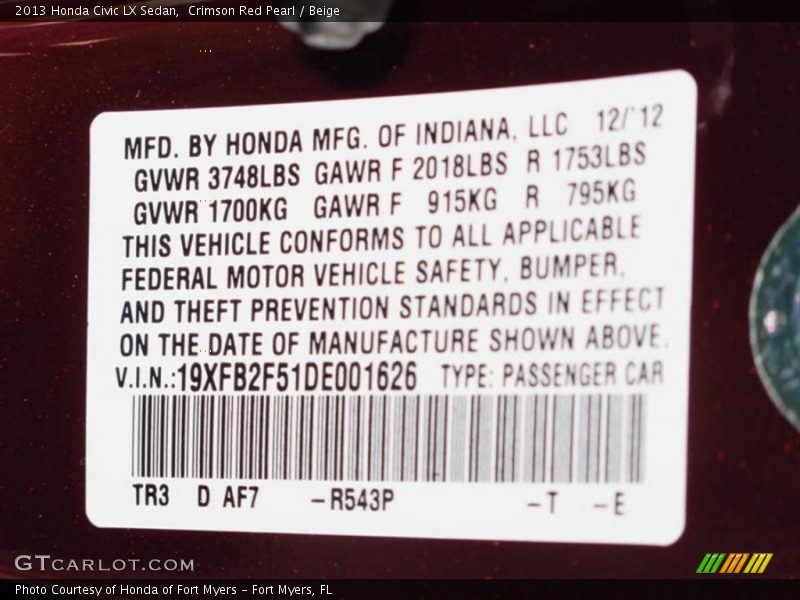 2013 Honda Civic LX Sedan,  Crimson Red Pearl / Beige
MFD. BY HONDA MFG. OF INDIANA, LLC 12/'12
GVWR 3748LBS GAWR F 2018LBS R 1753LBS
GVWR 1700KG GAWR F 915KG R 795KG
THIS VEHICLE CONFORMS TO ALL APPLICABLE
FEDERAL MOTOR VEHICLE SAFETY, BUMPER,
AND THEFT PREVENTION STANDARDS IN EFFECT
ON THE DATE OF MANUFACTURE SHOWN ABOVE.
V.I.N.:19XFB2F51DE001626 TYPE: PASSENGER CAR
TR3 D AF7 -R543P -T -E
GTCARLOT.COM
Photo Courtesy of Honda of Fort Myers - Fort Myers, FL